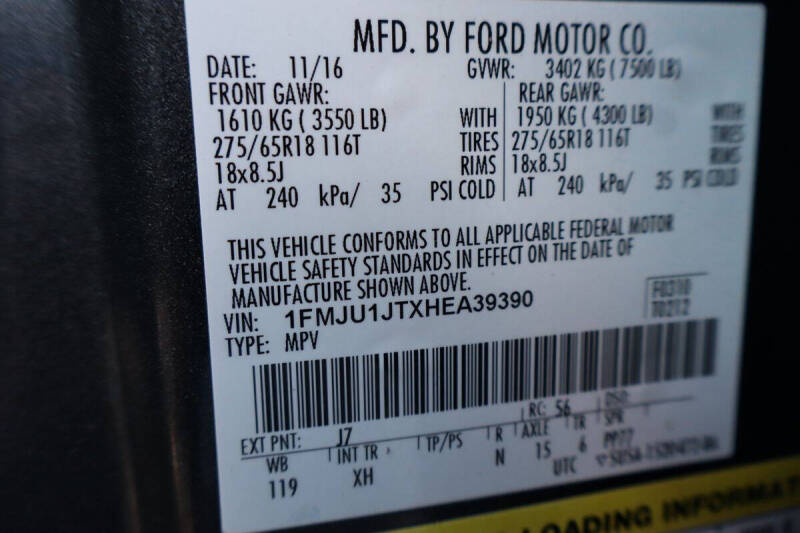 MFD. BY FORD MOTOR CO.
DATE: 11/16 GVWR: 3402 KG ( 7500 LB)
FRONT GAWR: REAR GAWR:
1610 KG ( 3550 LB) WITH 1950 KG ( 4300 LB) WITH
275/65R18 116T TIRES 275/65R18 116T TIRES
18x8.5J RIMS 18x8.5J RIMS
AT 240 kPa/ 35 PSI COLD AT 240 kPa/ 35 PSI COLD
THIS VEHICLE CONFORMS TO ALL APPLICABLE FEDERAL MOTOR
VEHICLE SAFETY STANDARDS IN EFFECT ON THE DATE OF
MANUFACTURE SHOWN ABOVE.
VIN: 1FMJU1JTXHEA39390 F0310
TYPE: MPV T0212
EXT PNT: J7 RC: 56 DSO:
WB INT TR TP/PS R AXLE TR SPR
119 XH N 15 6 PP77
UTC
LOADING INFORMAT